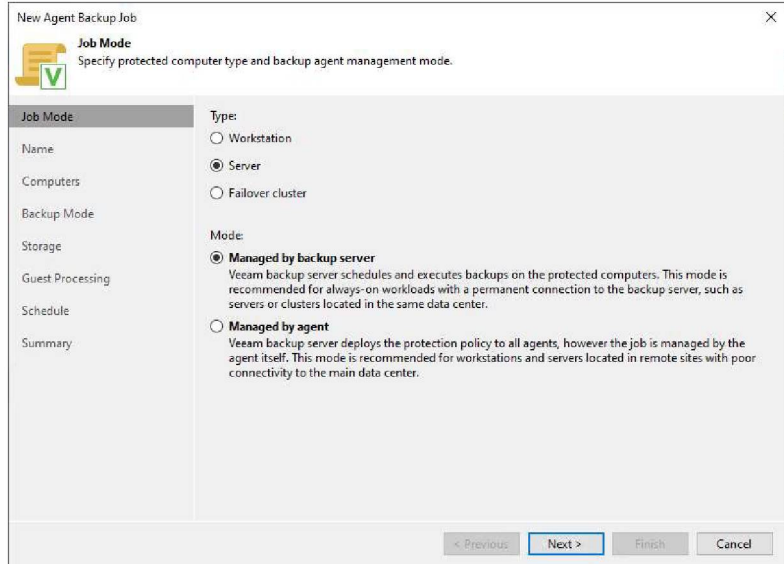 New Agent Backup Job
Job Mode
Specify protected computer type and backup agent management mode.
Job Mode
Name
Computers
Backup Mode
Storage
Guest Processing
Schedule
Summary
Type:
Workstation
Server
Failover cluster
Mode:
Managed by backup server
Veeam backup server schedules and executes backups on the protected computers. This mode is
recommended for always-on workloads with a permanent connection to the backup server, such as
servers or clusters located in the same data center.
Managed by agent
Veeam backup server deploys the protection policy to all agents, however the job is managed by the
agent itself. This mode is recommended for workstations and servers located in remote sites with poor
connectivity to the main data center.
< Previous
Next >
Finish
Cancel